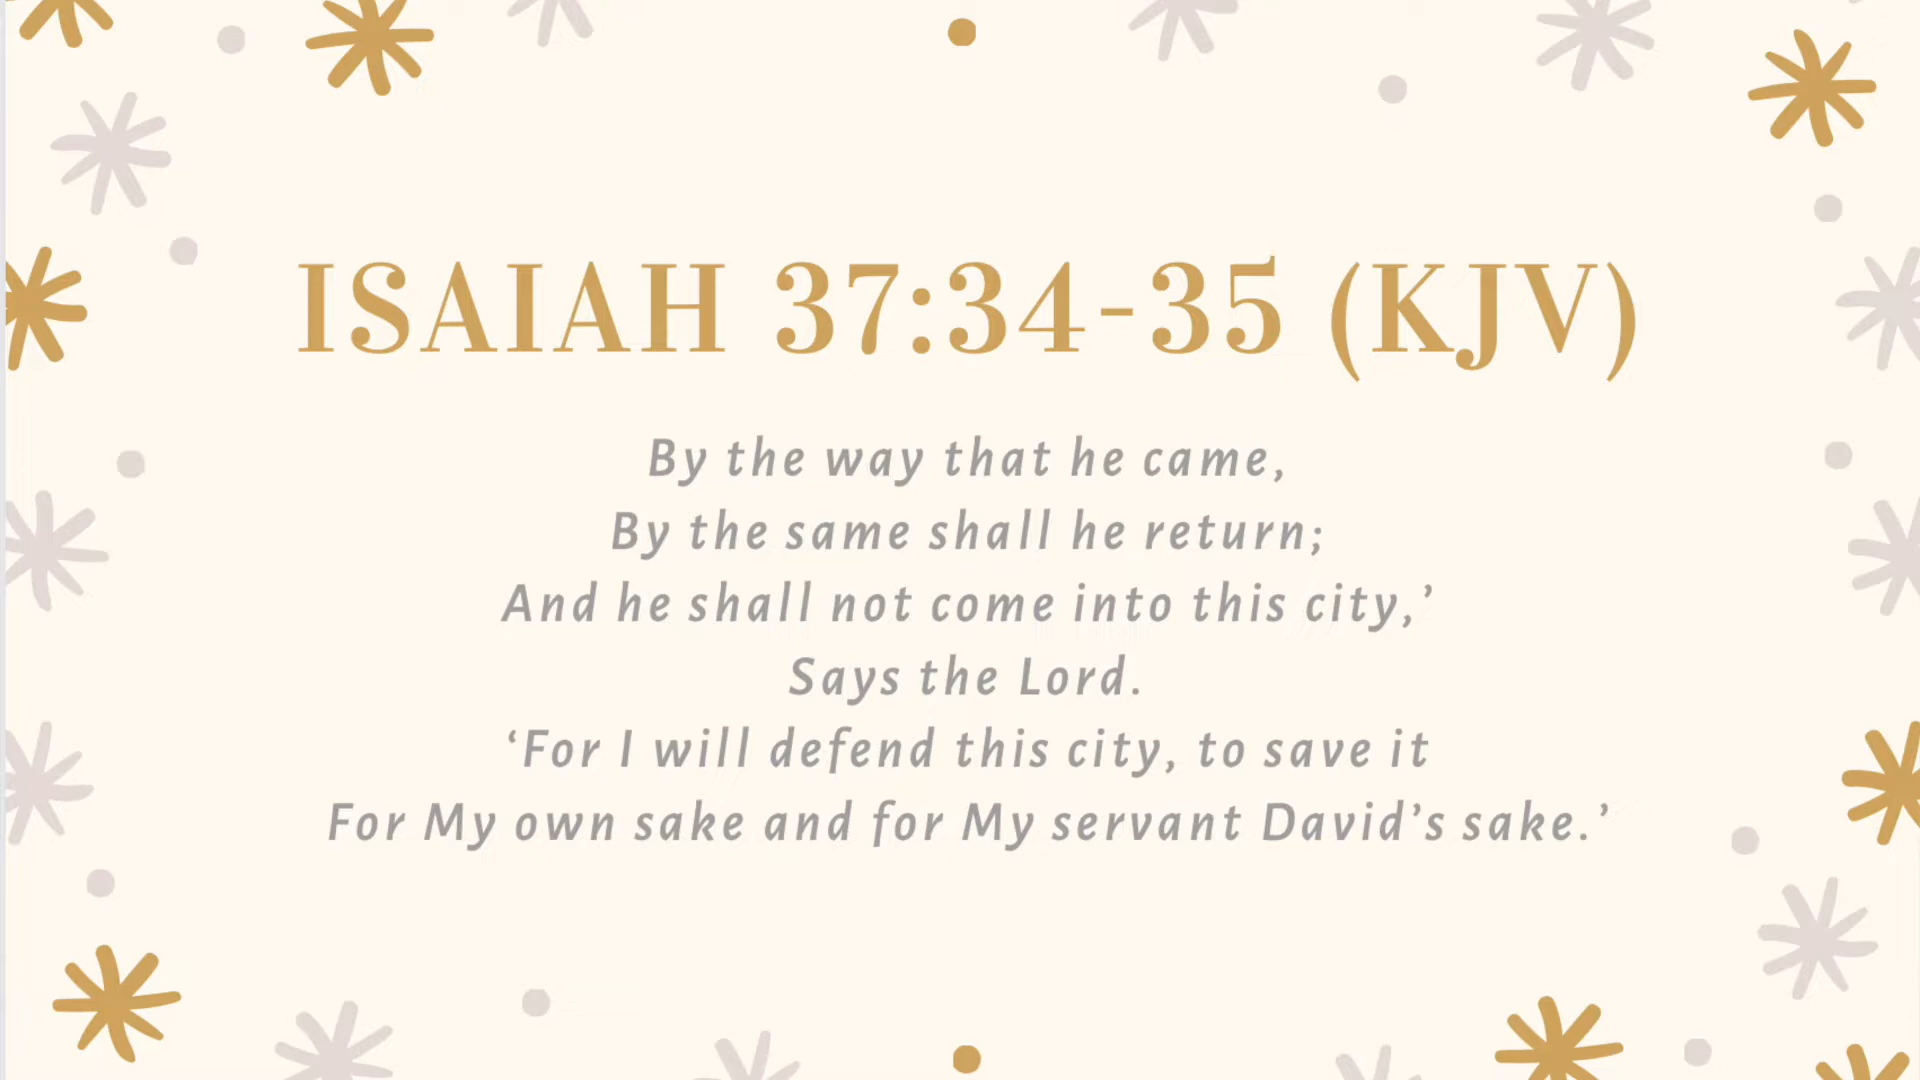 ISAIAH 37:34-35 (KJV)
By the way that he came,
By the same shall he return;
And he shall not come into this city,’
Says the Lord.
‘For I will defend this city, to save it
For My own sake and for My servant David’s sake.’